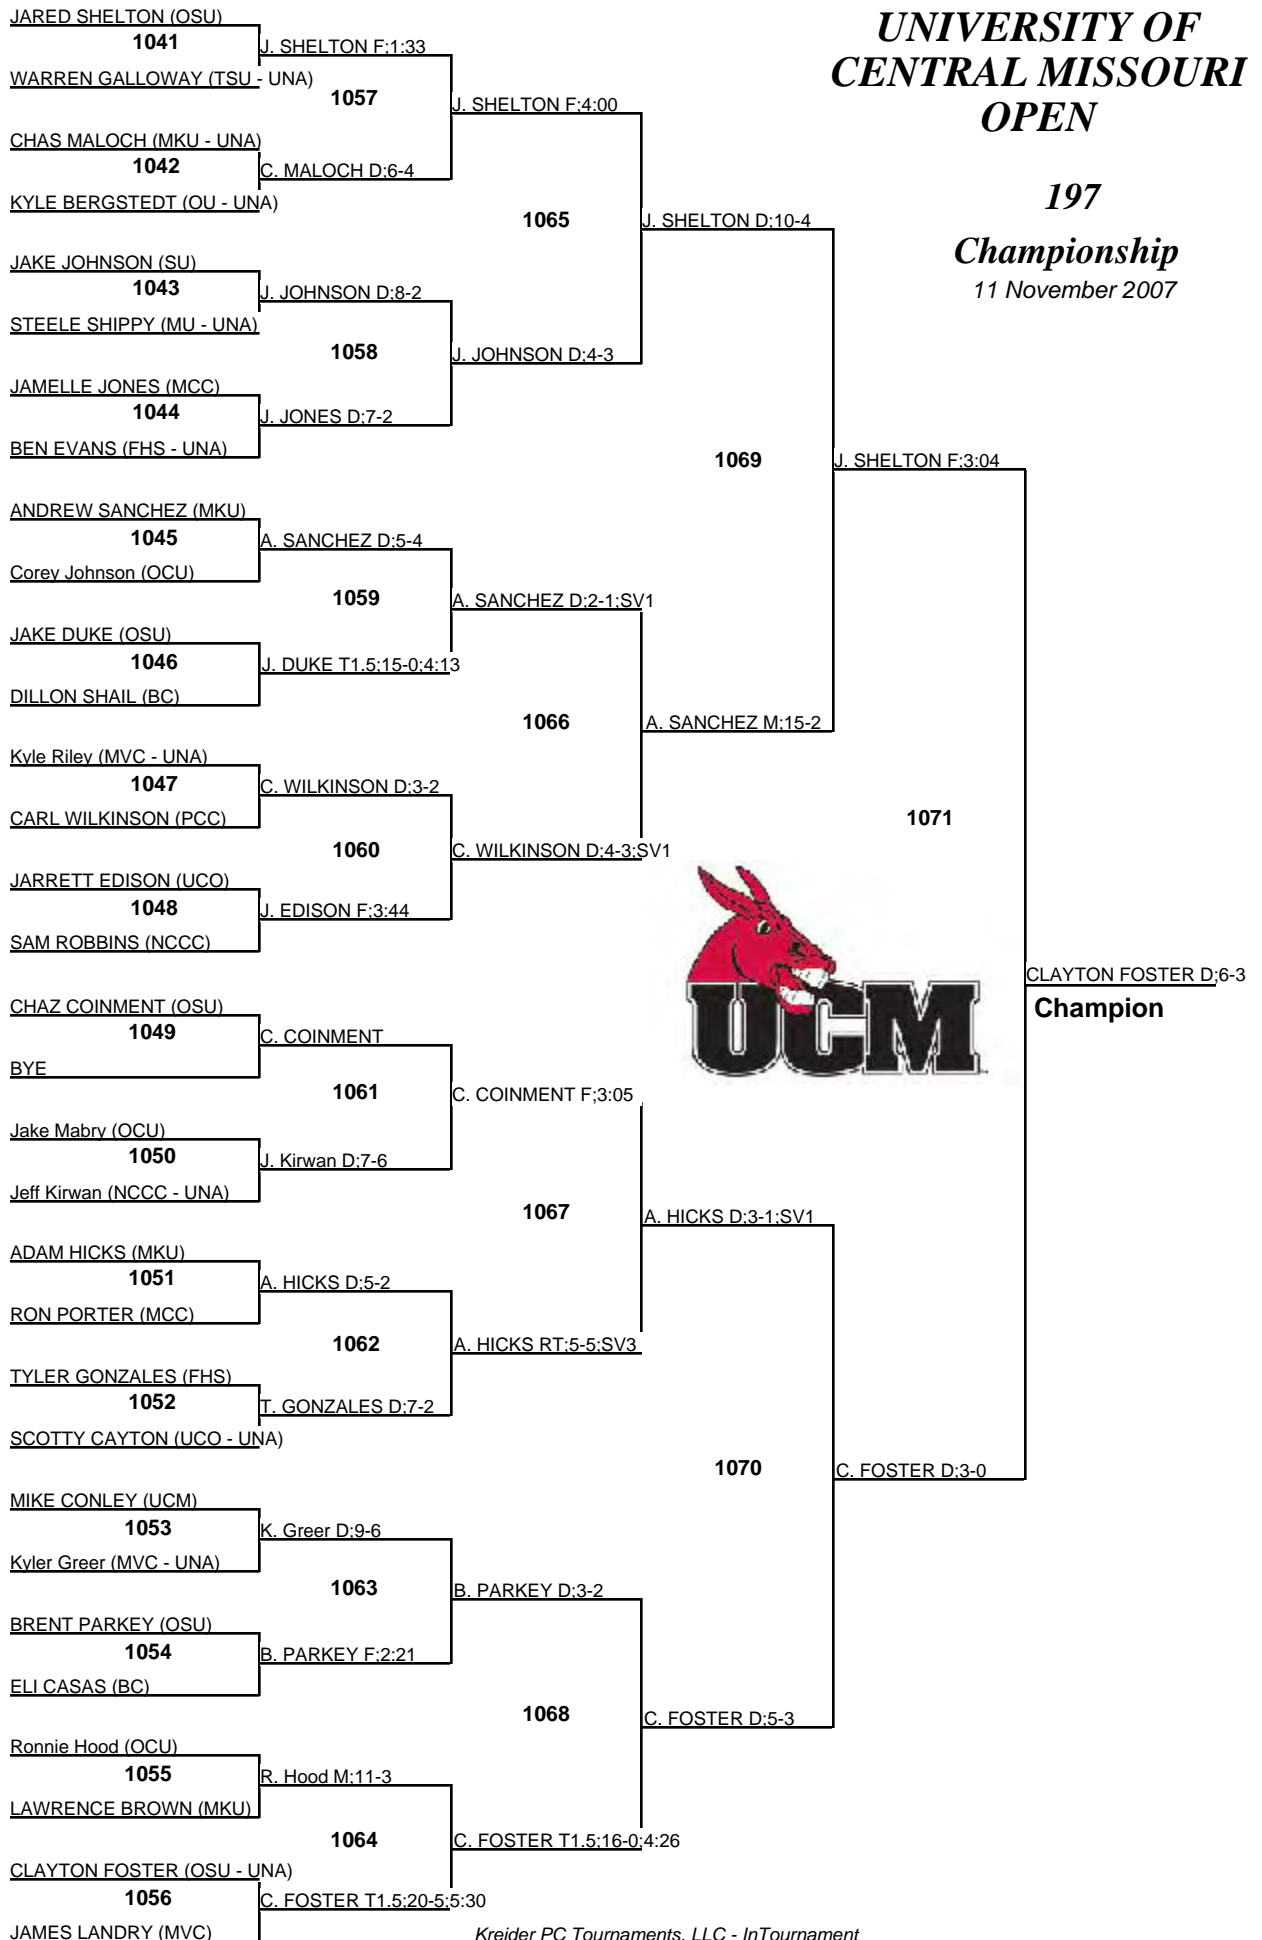 JARED SHELTON (OSU)
1041
J. SHELTON F;1:33
WARREN GALLOWAY (TSU - UNA)
1057
J. SHELTON F;4:00
CHAS MALOCH (MKU - UNA)
1042
C. MALOCH D;6-4
KYLE BERGSTEDT (OU - UNA)
1065
J. SHELTON D;10-4
JAKE JOHNSON (SU)
1043
J. JOHNSON D;8-2
STEELE SHIPPY (MU - UNA)
1058
J. JOHNSON D;4-3
JAMELLE JONES (MCC)
1044
J. JONES D;7-2
BEN EVANS (FHS - UNA)
1069
J. SHELTON F;3:04
ANDREW SANCHEZ (MKU)
1045
A. SANCHEZ D;5-4
Corey Johnson (OCU)
1059
A. SANCHEZ D;2-1;SV1
JAKE DUKE (OSU)
1046
J. DUKE T1.5;15-0;4:13
DILLON SHAIL (BC)
1066
A. SANCHEZ M;15-2
Kyle Riley (MVC - UNA)
1047
C. WILKINSON D;3-2
CARL WILKINSON (PCC)
1060
C. WILKINSON D;4-3;SV1
JARRETT EDISON (UCO)
1048
J. EDISON F;3:44
SAM ROBBINS (NCCC)
1071
CLAYTON FOSTER D;6-3
Champion
CHAZ COINMENT (OSU)
1049
C. COINMENT
BYE
1061
C. COINMENT F;3:05
Jake Mabry (OCU)
1050
J. Kirwan D;7-6
Jeff Kirwan (NCCC - UNA)
1067
A. HICKS D;3-1;SV1
ADAM HICKS (MKU)
1051
A. HICKS D;5-2
RON PORTER (MCC)
1062
A. HICKS RT;5-5;SV3
TYLER GONZALES (FHS)
1052
T. GONZALES D;7-2
SCOTTY CAYTON (UCO - UNA)
1070
C. FOSTER D;3-0
MIKE CONLEY (UCM)
1053
K. Greer D;9-6
Kyler Greer (MVC - UNA)
1063
B. PARKEY D;3-2
BRENT PARKEY (OSU)
1054
B. PARKEY F;2:21
ELI CASAS (BC)
1068
C. FOSTER D;5-3
Ronnie Hood (OCU)
1055
R. Hood M;11-3
LAWRENCE BROWN (MKU)
1064
C. FOSTER T1.5;16-0;4:26
CLAYTON FOSTER (OSU - UNA)
1056
C. FOSTER T1.5;20-5;5:30
JAMES LANDRY (MVC)
UNIVERSITY OF
CENTRAL MISSOURI
OPEN
197
Championship
11 November 2007
UCM
Kreider PC Tournaments, LLC - InTournament